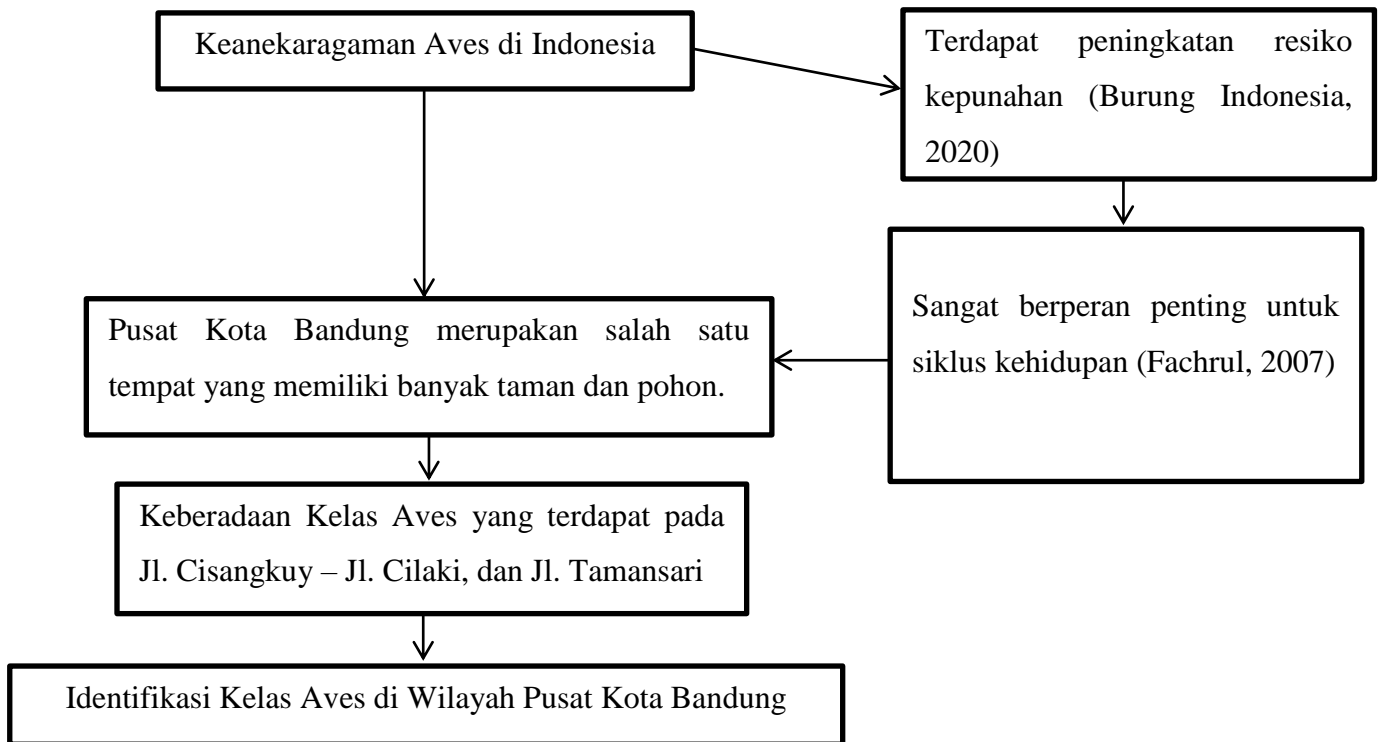 Keanekaragaman Aves di Indonesia
Terdapat peningkatan resiko
kepunahan (Burung Indonesia,
2020)
Sangat berperan penting untuk
siklus kehidupan (Fachrul, 2007)
Pusat Kota Bandung merupakan salah satu
tempat yang memiliki banyak taman dan pohon.
Keberadaan Kelas Aves yang terdapat pada
Jl. Cisangkuy – Jl. Cilaki, dan Jl. Tamansari
Identifikasi Kelas Aves di Wilayah Pusat Kota Bandung